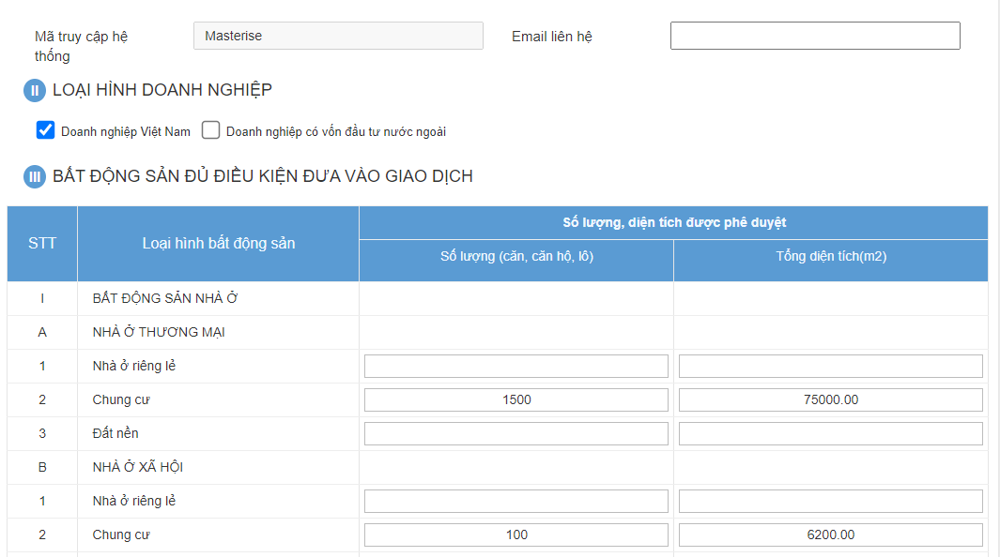 Mã truy cập hệ thống
Masterise
Email liên hệ
II LOẠI HÌNH DOANH NGHIỆP
Doanh nghiệp Việt Nam Doanh nghiệp có vốn đầu tư nước ngoài
III BẤT ĐỘNG SẢN ĐỦ ĐIỀU KIỆN ĐƯA VÀO GIAO DỊCH
STT Loại hình bất động sản Số lượng, diện tích được phê duyệt
Số lượng (căn, căn hộ, lô) Tổng diện tích(m2)
I BẤT ĐỘNG SẢN NHÀ Ở
A NHÀ Ở THƯƠNG MẠI
1 Nhà ở riêng lẻ
2 Chung cư 1500 75000.00
3 Đất nền
B NHÀ Ở XÃ HỘI
1 Nhà ở riêng lẻ
2 Chung cư 100 6200.00